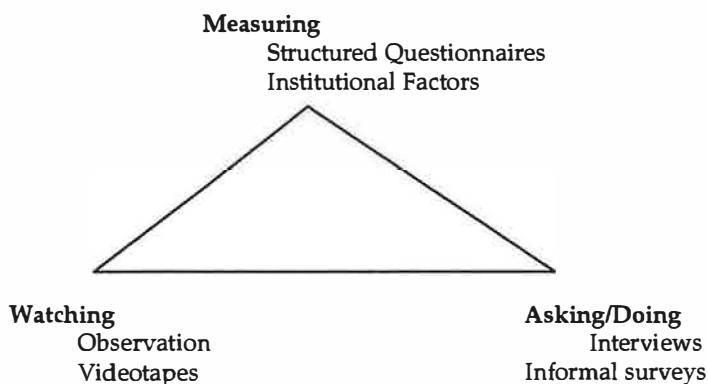 Measuring
Structured Questionnaires
Institutional Factors
Watching
Observation
Videotapes
Asking/Doing
Interviews
Informal surveys